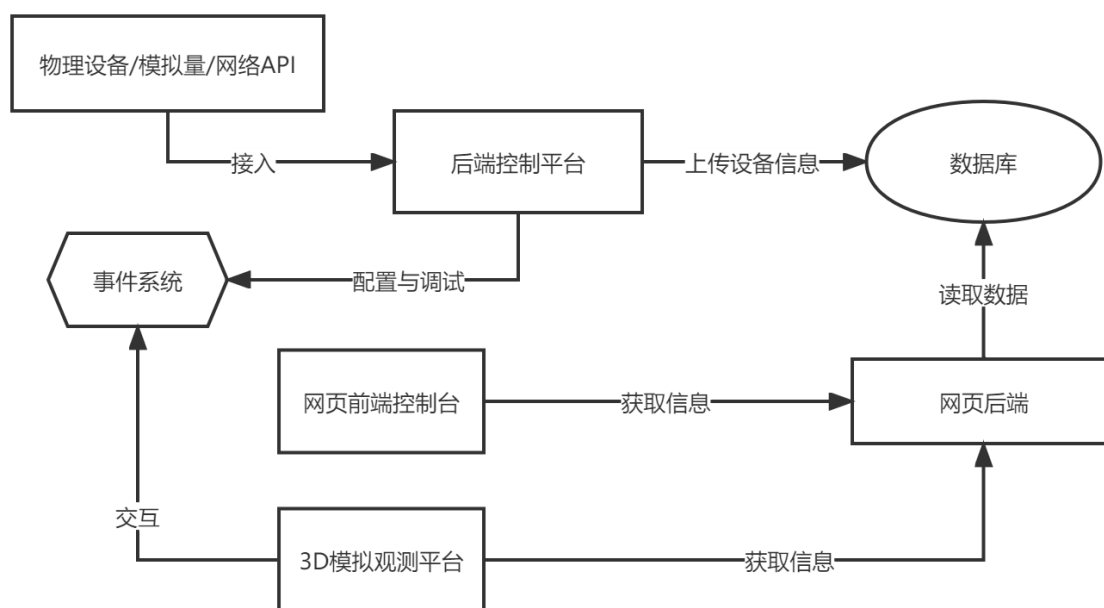 物理设备/模拟量/网络API
接入
后端控制平台
上传设备信息
数据库
事件系统
配置与调试
读取数据
网页前端控制台
获取信息
网页后端
交互
3D模拟观测平台
获取信息